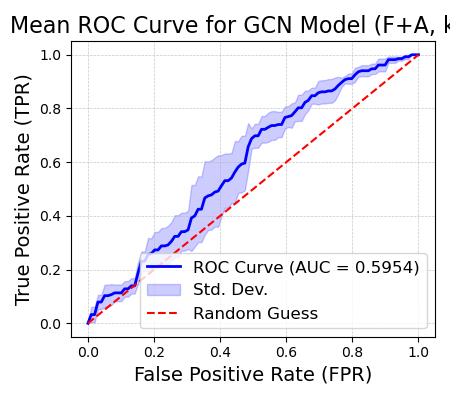 Mean ROC Curve for GCN Model (F+A, k
True Positive Rate (TPR)
1.0
0.8
0.6
0.4
0.2
0.0
ROC Curve (AUC = 0.5954)
Std. Dev.
Random Guess
0.0 0.2 0.4 0.6 0.8 1.0
False Positive Rate (FPR)